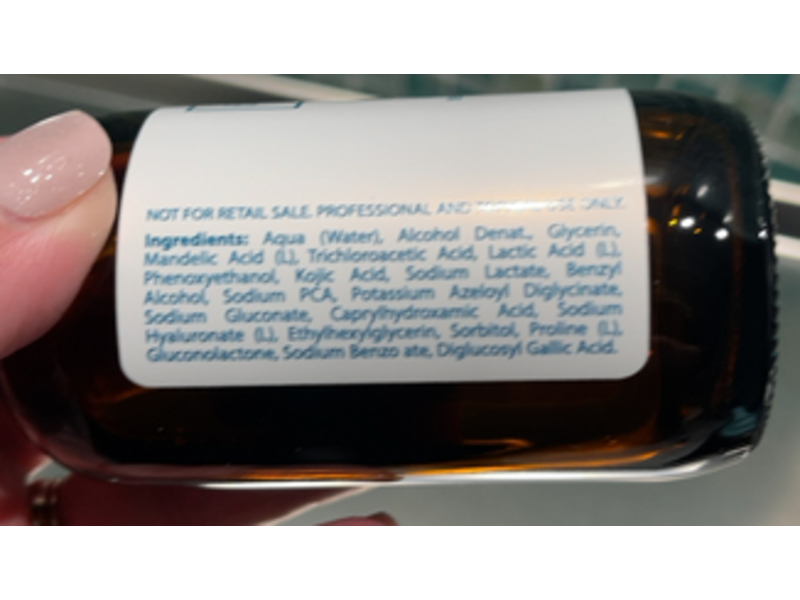 NOT FOR RETAIL SALE. PROFESSIONAL AND USE ONLY.
Ingredients: Aqua (Water), Alcohol Denat., Glycerin,
Mandelic Acid (L), Trichloroacetic Acid, Lactic Acid (L),
Phenoxyethanol, Kojic Acid, Sodium Lactate, Benzyl
Alcohol, Sodium PCA, Potassium Azeloyl Diglycinate,
Sodium Gluconate, Caprylhydroxamic Acid, Sodium
Hyaluronate (L), Ethylhexylglycerin, Sorbitol, Proline (L),
Gluconolactone, Sodium Benzo ate, Diglucosyl Gallic Acid.